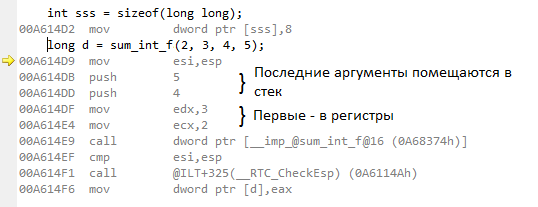 int sss = sizeof(long long);
00A614D2 mov dword ptr [sss],8
long d = sum_int_f(2, 3, 4, 5);
00A614D9 mov esi,esp
00A614DB push 5
00A614DD push 4
Последние аргументы помещаются в
стек
00A614DF mov edx,3
00A614E4 mov ecx,2
Первые - в регистры
00A614E9 call dword ptr [__imp_@sum_int_f@16 (0A68374h)]
00A614EF cmp esi,esp
00A614F1 call @ILT+325(__RTC_CheckEsp) (0A6114Ah)
00A614F6 mov dword ptr [d],eax